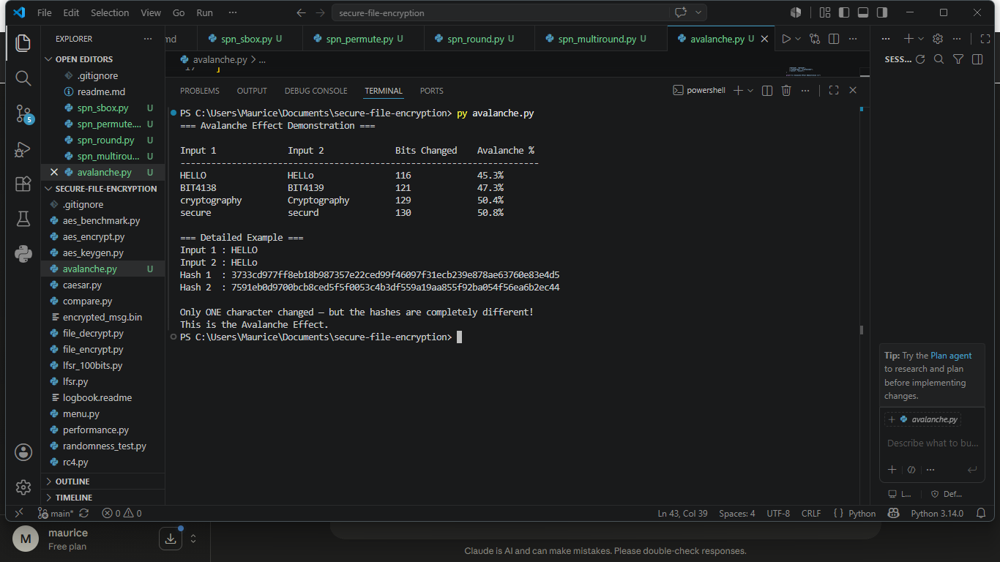 File Edit Selection View Go Run ··· secure-file-encryption
EXPLORER ···
OPEN EDITORS
.gitignore
readme.md
spn_sbox.py U
spn_permute.... U
spn_round.py U
spn_multirou... U
avalanche.py U
SECURE-FILE-ENCRYPTION
.gitignore
aes_benchmark.py
aes_encrypt.py
aes_keygen.py
avalanche.py U
caesar.py
compare.py
encrypted_msg.bin
file_decrypt.py
file_encrypt.py
lfsr_100bits.py
lfsr.py
logbook.readme
menu.py
performance.py
randomness_test.py
rc4.py
OUTLINE
TIMELINE
5
md spn_sbox.py U spn_permute.py U spn_round.py U spn_multiround.py U avalanche.py U
avalanche.py > ...
17 ]
PROBLEMS OUTPUT DEBUG CONSOLE TERMINAL PORTS powershell
PS C:\Users\Maurice\Documents\secure-file-encryption> py avalanche.py
=== Avalanche Effect Demonstration ===
Input 1 Input 2 Bits Changed Avalanche %
----------------------------------------------------------------------
HELLO HELLo 116 45.3%
BIT4138 BIT4139 121 47.3%
cryptography Cryptography 129 50.4%
secure securd 130 50.8%
=== Detailed Example ===
Input 1 : HELLO
Input 2 : HELLo
Hash 1 : 3733cd977ff8eb18b987357e22ced99f46097f31ecb239e878ae63760e83e4d5
Hash 2 : 7591eb0d9700bcb8ced5f5f0053c4b3df559a19aa855f92ba054f56ea6b2ec44
Only ONE character changed — but the hashes are completely different!
This is the Avalanche Effect.
PS C:\Users\Maurice\Documents\secure-file-encryption>
SESS...
Tip: Try the Plan agent
to research and plan
before implementing
changes.
avalanche.py
Describe what to bu...
L... Def...
main* 0 0 Ln 43, Col 39 Spaces: 4 UTF-8 CRLF { } Python Python 3.14.0
M
maurice
Free plan
Claude is AI and can make mistakes. Please double-check responses.